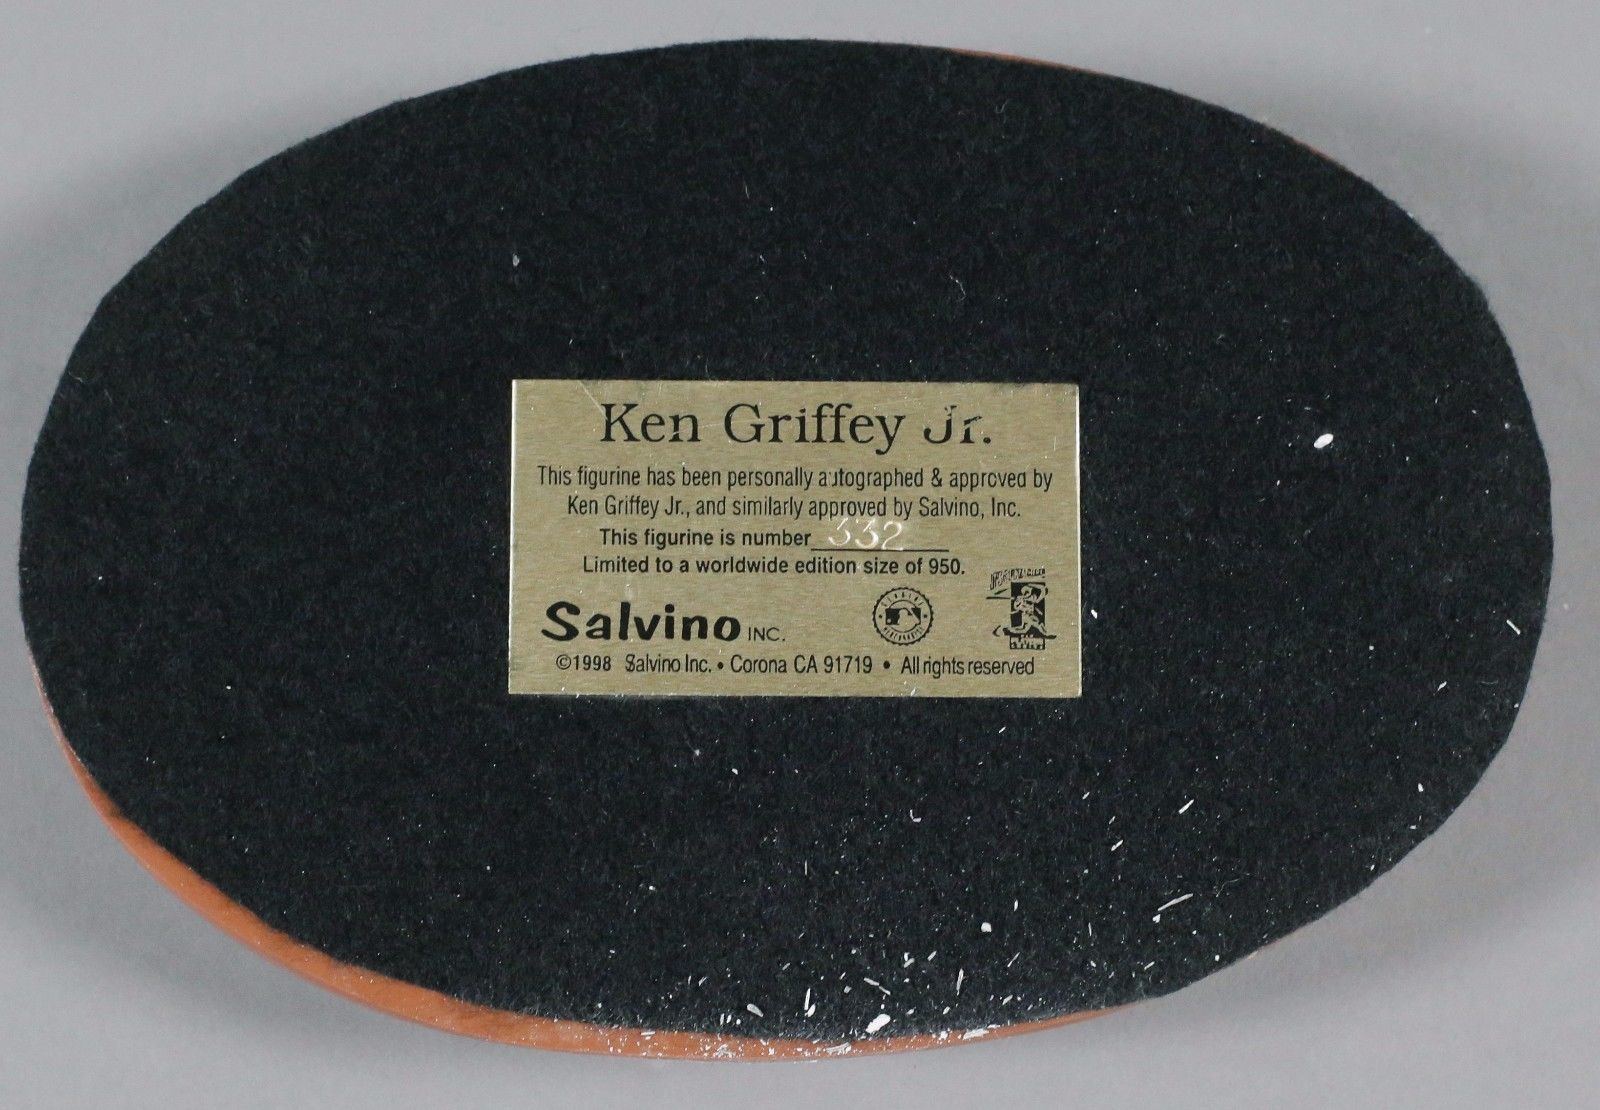 Ken Griffey Jr.
This figurine has been personally autographed & approved by
Ken Griffey Jr., and similarly approved by Salvino, Inc.
This figurine is number 332
Limited to a worldwide edition size of 950.
Salvino INC.
©1998 Salvino Inc. • Corona CA 91719 • All rights reserved